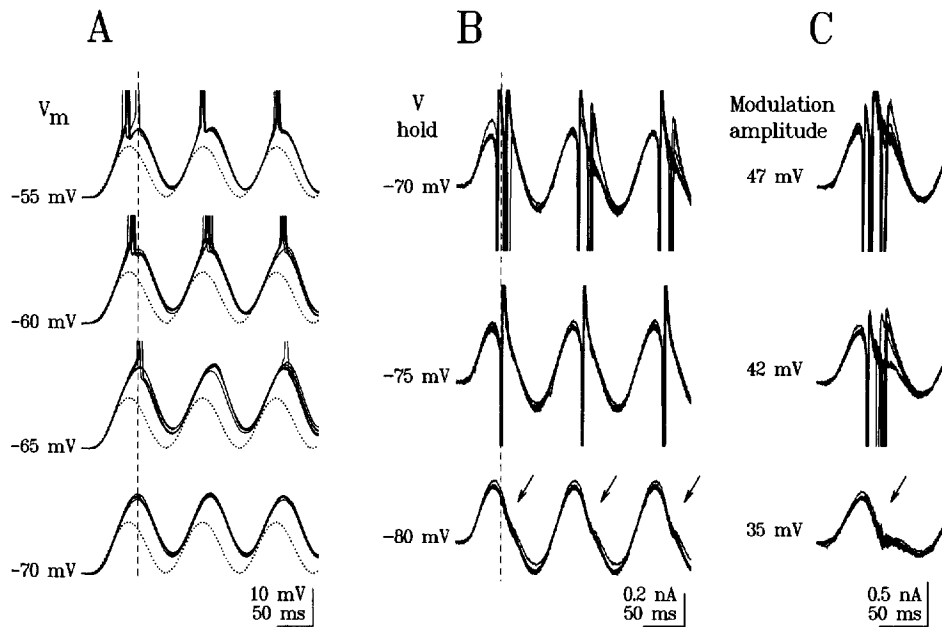 A
B
C
Vm
-55 mV
-60 mV
-65 mV
-70 mV
10 mV
50 ms
V
hold
-70 mV
-75 mV
-80 mV
0.2 nA
50 ms
Modulation
amplitude
47 mV
42 mV
35 mV
0.5 nA
50 ms